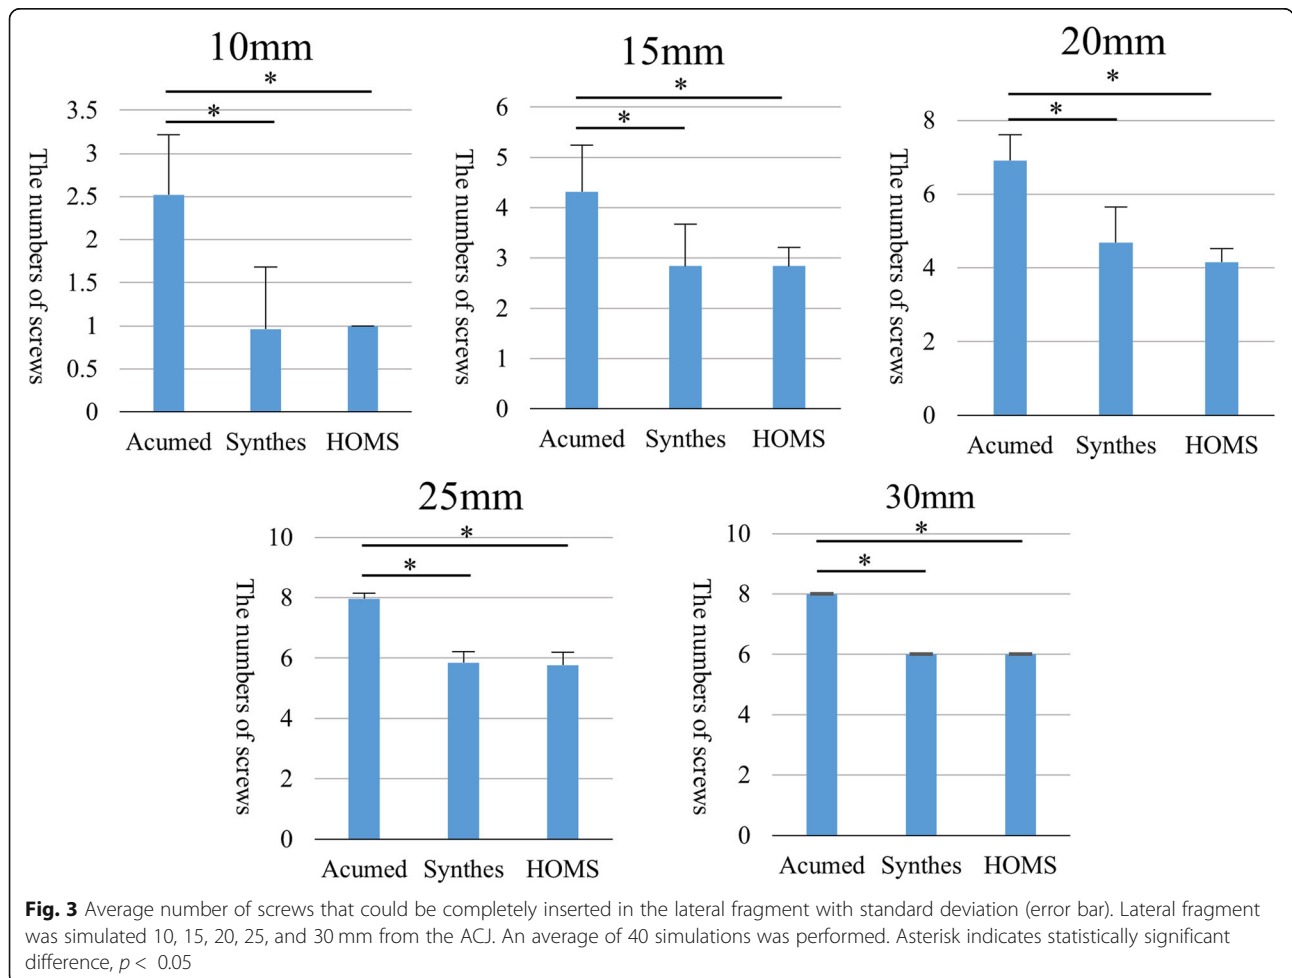 10mm
*
*
3.5
3
2.5
2
1.5
1
0.5
0
The numbers of screws
Acumed Synthes HOMS
15mm
*
*
6
5
4
3
2
1
0
The numbers of screws
Acumed Synthes HOMS
20mm
*
*
8
6
4
2
0
The numbers of screws
Acumed Synthes HOMS
25mm
*
*
10
8
6
4
2
0
The numbers of screws
Acumed Synthes HOMS
30mm
*
*
10
8
6
4
2
0
The numbers of screws
Acumed Synthes HOMS
Fig. 3 Average number of screws that could be completely inserted in the lateral fragment with standard deviation (error bar). Lateral fragment
was simulated 10, 15, 20, 25, and 30 mm from the ACJ. An average of 40 simulations was performed. Asterisk indicates statistically significant
difference, p < 0.05